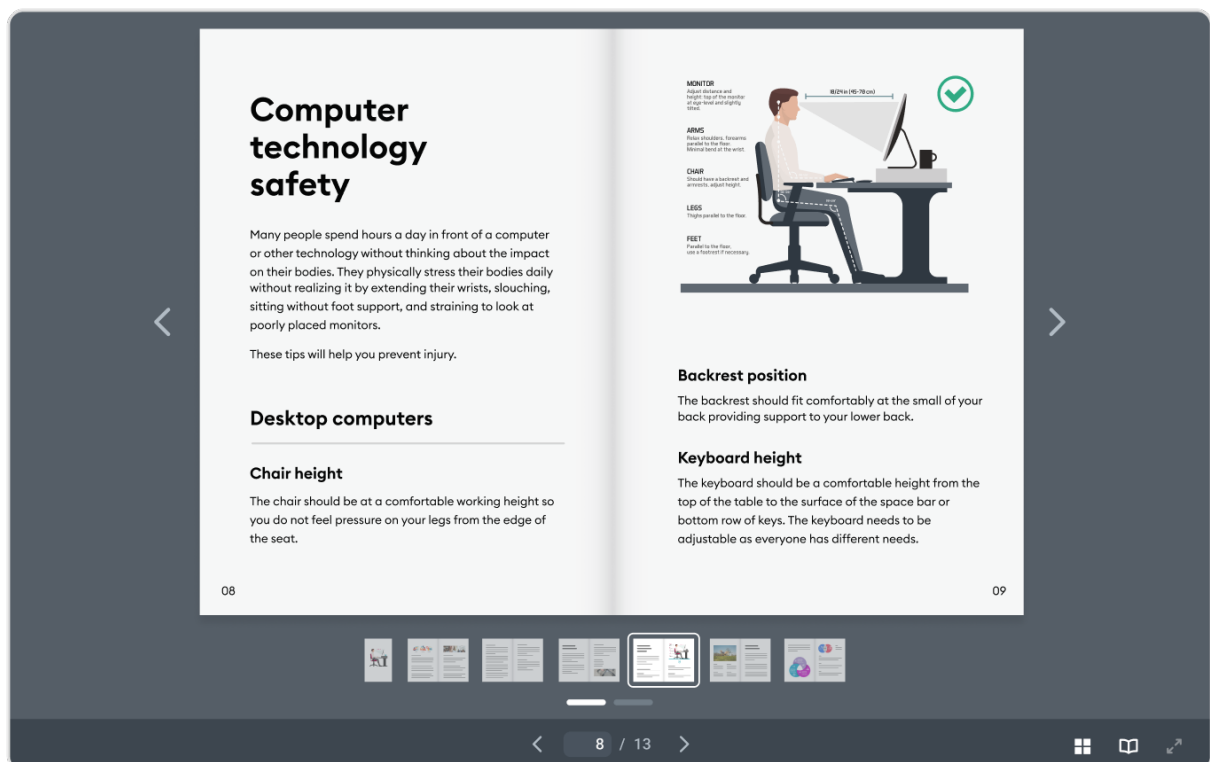 Computer
technology
safety
Many people spend hours a day in front of a computer
or other technology without thinking about the impact
on their bodies. They physically stress their bodies daily
without realizing it by extending their wrists, slouching,
sitting without foot support, and straining to look at
poorly placed monitors.
These tips will help you prevent injury.
Desktop computers
Chair height
The chair should be at a comfortable working height so
you do not feel pressure on your legs from the edge of
the seat.
08
MONITOR
Adjust distance and
height: top of the monitor
at eye-level and slightly
tilted.
18/24 in (45-70 cm)
ARMS
Relax shoulders, forearms
parallel to the floor.
Minimal bend at the wrist.
CHAIR
Should have a backrest and
armrests, adjust height.
LEGS
Thighs parallel to the floor.
FEET
Parallel to the floor,
use a footrest if necessary.
Backrest position
The backrest should fit comfortably at the small of your
back providing support to your lower back.
Keyboard height
The keyboard should be a comfortable height from the
top of the table to the surface of the space bar or
bottom row of keys. The keyboard needs to be
adjustable as everyone has different needs.
09
8 / 13